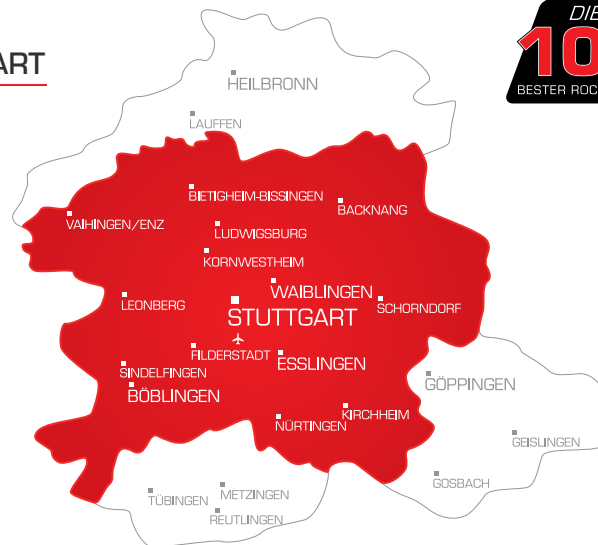 ART
DIE
10
BESTER ROC
HEILBRONN
LAUFFEN
BIETIGHEIM-BISSINGEN
BACKNANG
VAIHINGEN/ENZ
LUDWIGSBURG
KORNWESTHEIM
WAIBLINGEN
LEONBERG
SCHORNDORF
STUTTGART
FILDERSTADT
ESSLINGEN
SINDELFINGEN
BÖBLINGEN
GÖPPINGEN
KIRCHHEIM
NÜRTINGEN
GEISLINGEN
GOSBACH
METZINGEN
TÜBINGEN
REUTLINGEN